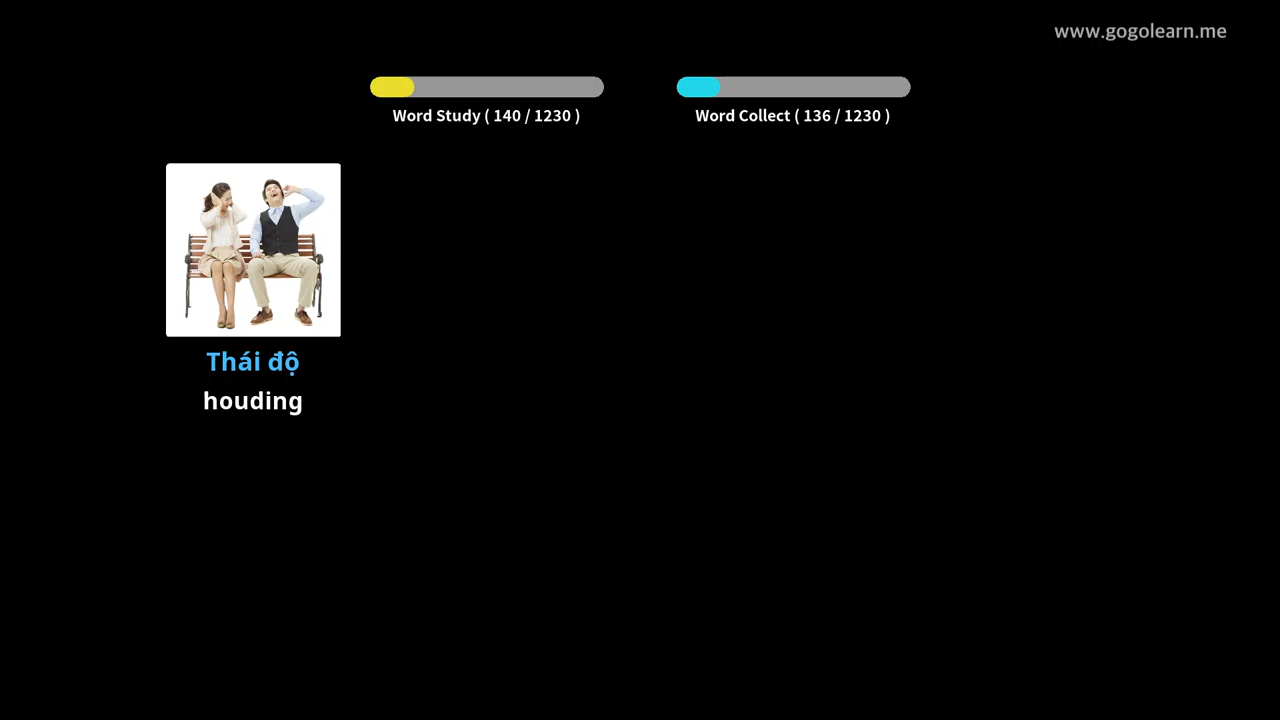 www.gogolearn.me
Word Study ( 140 / 1230 )
Word Collect ( 136 / 1230 )
Thái độ
houding